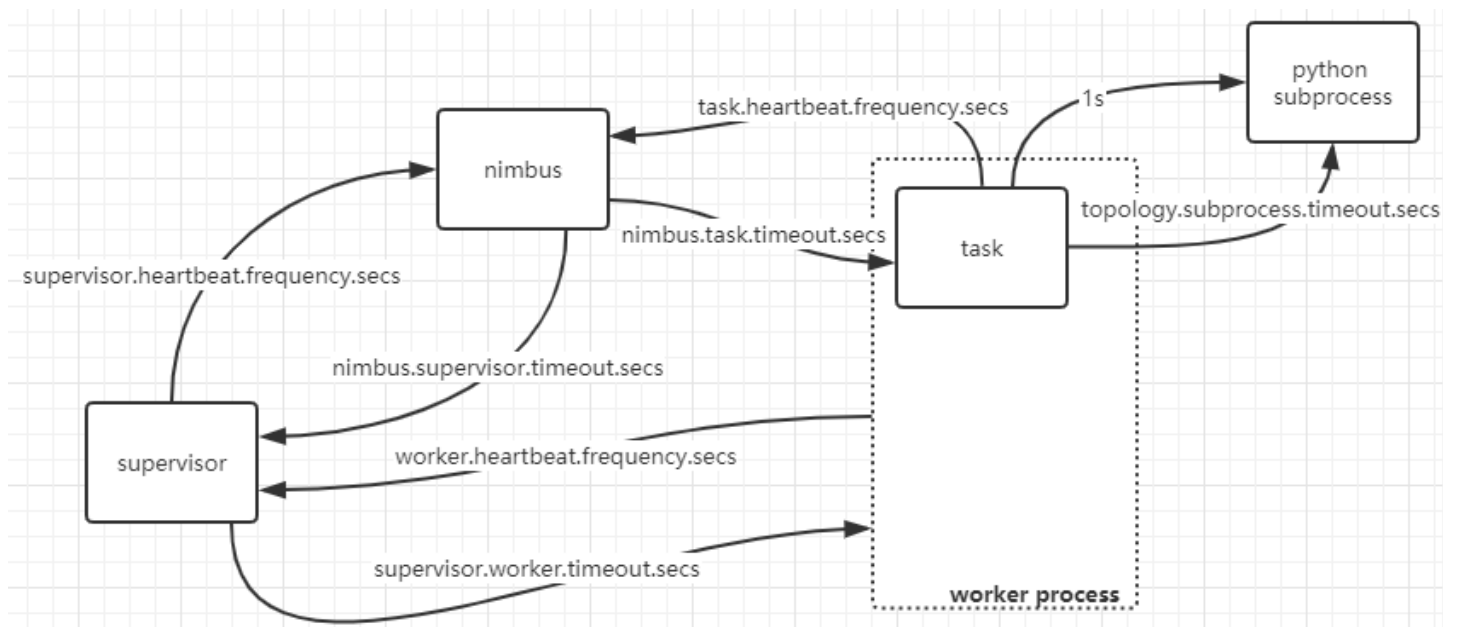 python
subprocess
task.heartbeat.frequency.secs
1s
nimbus
topology.subprocess.timeout.secs
nimbus.task.timeout.secs
task
supervisor.heartbeat.frequency.secs
nimbus.supervisor.timeout.secs
worker.heartbeat.frequency.secs
supervisor
supervisor.worker.timeout.secs
worker process